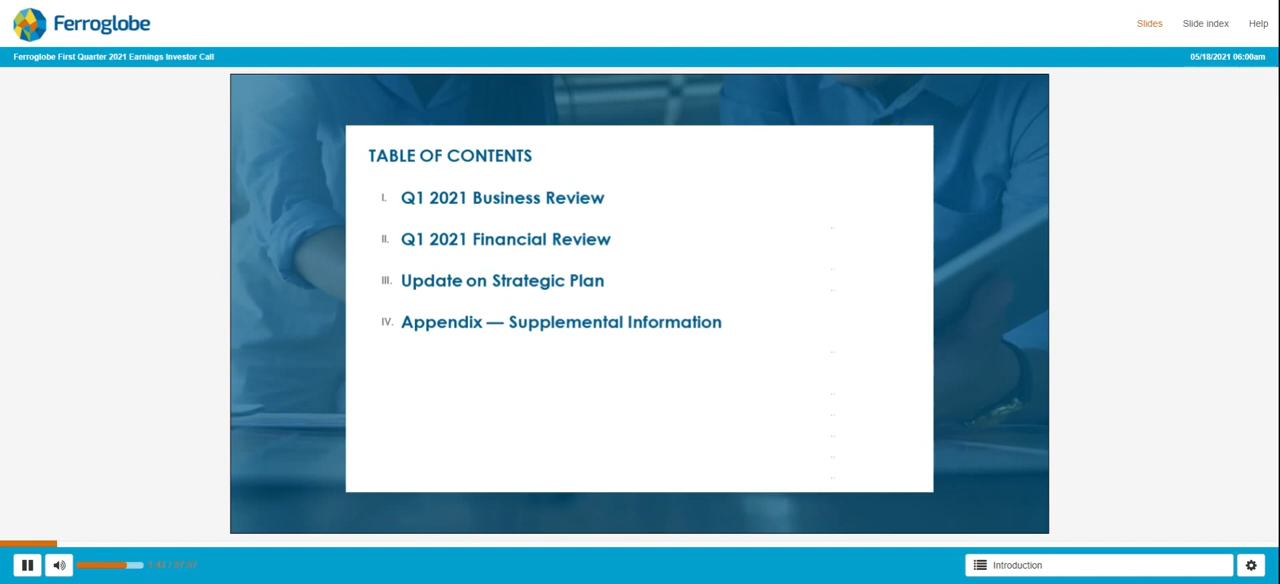 Ferroglobe
Slides
Slide index
Help
Ferroglobe First Quarter 2021 Earnings Investor Call
05/18/2021 06:00am
TABLE OF CONTENTS
I. Q1 2021 Business Review
II. Q1 2021 Financial Review
III. Update on Strategic Plan
IV. Appendix — Supplemental Information
Introduction